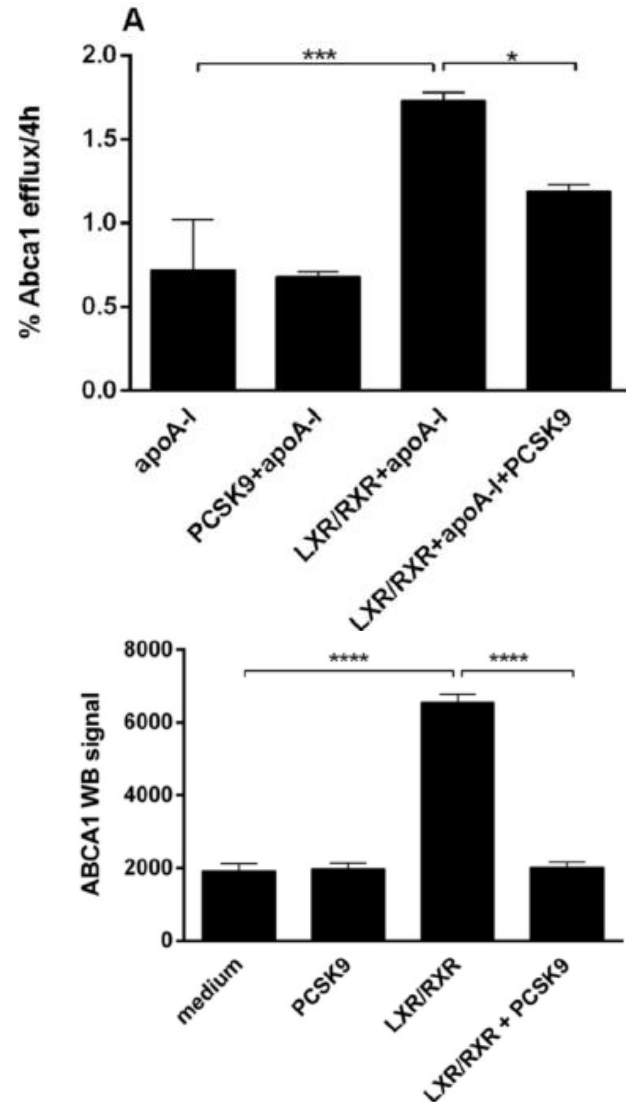 A
*** *
2.0
1.5
1.0
0.5
0.0
% Abca1 efflux/4h
apoA-I
PCSK9+apoA-I
LXR/RXR+apoA-I
LXR/RXR+apoA-I+PCSK9
**** ****
8000
6000
4000
2000
0
ABCA1 WB signal
medium
PCSK9
LXR/RXR
LXR/RXR + PCSK9